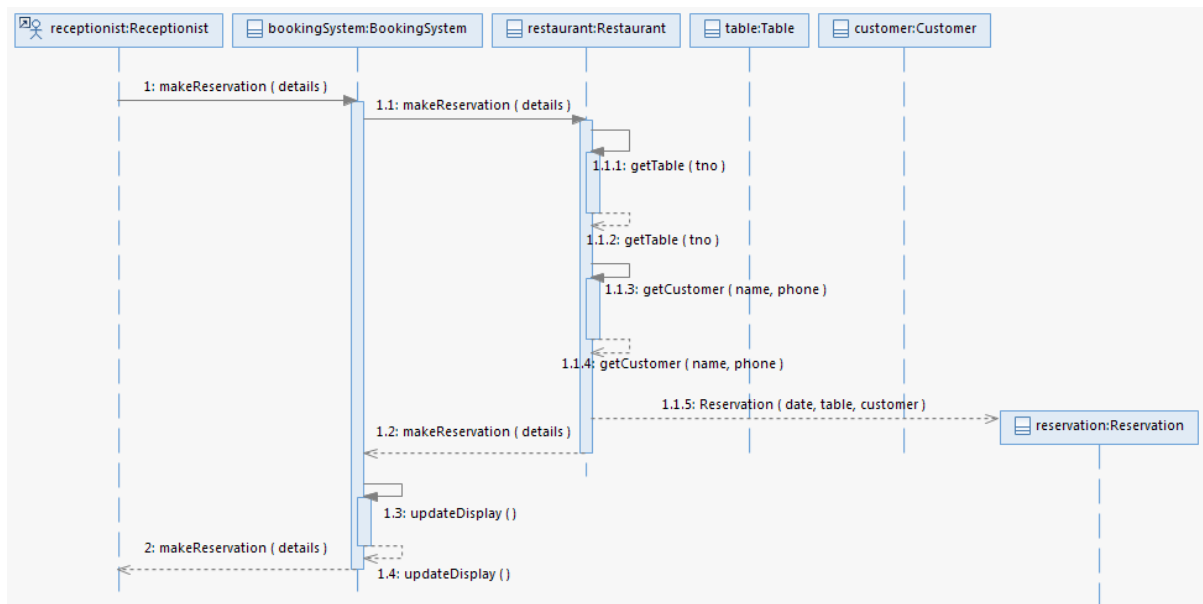 receptionist:Receptionist
bookingSystem:BookingSystem
restaurant:Restaurant
table:Table
customer:Customer
1: makeReservation ( details )
1.1: makeReservation ( details )
1.1.1: getTable ( tno )
1.1.2: getTable ( tno )
1.1.3: getCustomer ( name, phone )
1.1.4: getCustomer ( name, phone )
1.1.5: Reservation ( date, table, customer )
reservation:Reservation
1.2: makeReservation ( details )
1.3: updateDisplay ( )
2: makeReservation ( details )
1.4: updateDisplay ( )